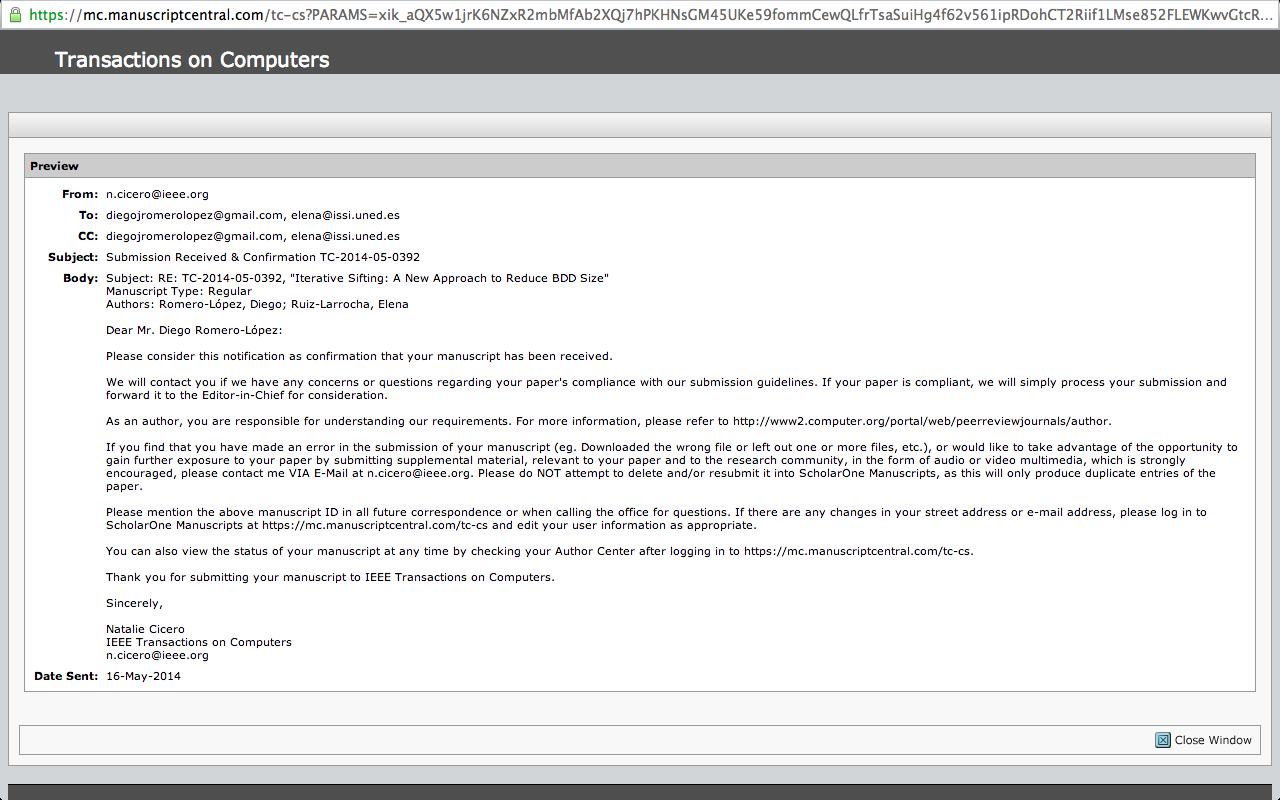 https://mc.manuscriptcentral.com/tc-cs?PARAMS=xik_aQX5w1jrK6NZxR2mbMfAb2XQj7hPKHNsGM45UKe59fommCewQLfrTsaSuiHg4f62v561ipRDohCT2Riif1LMse852FLEWKwvGtcR...
Transactions on Computers
Preview
From: n.cicero@ieee.org
To: diegojromerolopez@gmail.com, elena@issi.uned.es
CC: diegojromerolopez@gmail.com, elena@issi.uned.es
Subject: Submission Received & Confirmation TC-2014-05-0392
Body: Subject: RE: TC-2014-05-0392, "Iterative Sifting: A New Approach to Reduce BDD Size"
Manuscript Type: Regular
Authors: Romero-López, Diego; Ruiz-Larrocha, Elena
Dear Mr. Diego Romero-López:
Please consider this notification as confirmation that your manuscript has been received.
We will contact you if we have any concerns or questions regarding your paper's compliance with our submission guidelines. If your paper is compliant, we will simply process your submission and
forward it to the Editor-in-Chief for consideration.
As an author, you are responsible for understanding our requirements. For more information, please refer to http://www2.computer.org/portal/web/peerreviewjournals/author.
If you find that you have made an error in the submission of your manuscript (eg. Downloaded the wrong file or left out one or more files, etc.), or would like to take advantage of the opportunity to
gain further exposure to your paper by submitting supplemental material, relevant to your paper and to the research community, in the form of audio or video multimedia, which is strongly
encouraged, please contact me VIA E-Mail at n.cicero@ieee.org. Please do NOT attempt to delete and/or resubmit it into ScholarOne Manuscripts, as this will only produce duplicate entries of the
paper.
Please mention the above manuscript ID in all future correspondence or when calling the office for questions. If there are any changes in your street address or e-mail address, please log in to
ScholarOne Manuscripts at https://mc.manuscriptcentral.com/tc-cs and edit your user information as appropriate.
You can also view the status of your manuscript at any time by checking your Author Center after logging in to https://mc.manuscriptcentral.com/tc-cs.
Thank you for submitting your manuscript to IEEE Transactions on Computers.
Sincerely,
Natalie Cicero
IEEE Transactions on Computers
n.cicero@ieee.org
Date Sent: 16-May-2014
Close Window